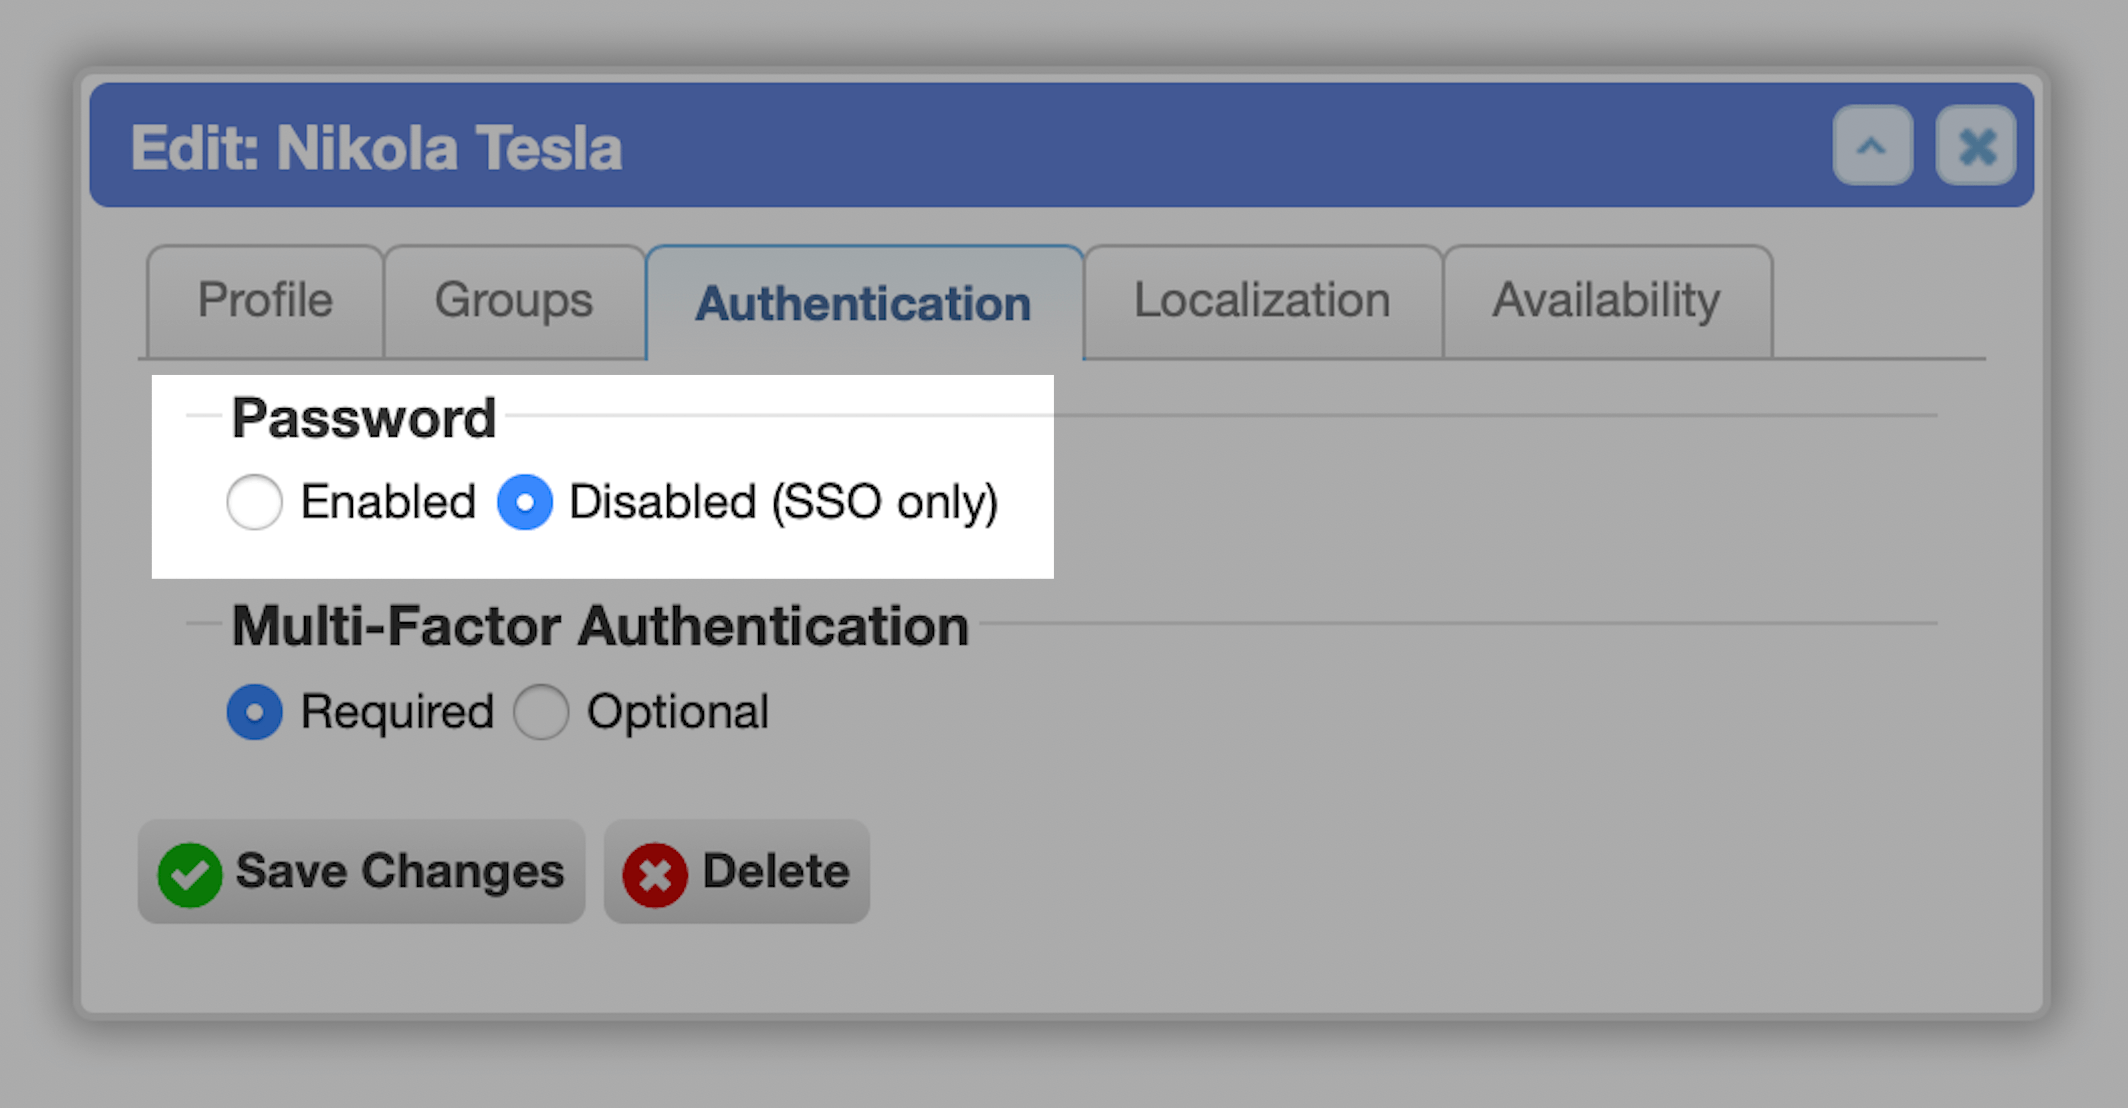 Edit: Nikola Tesla
Profile Groups Authentication Localization Availability
Password
Enabled Disabled (SSO only)
Multi-Factor Authentication
Required Optional
Save Changes Delete